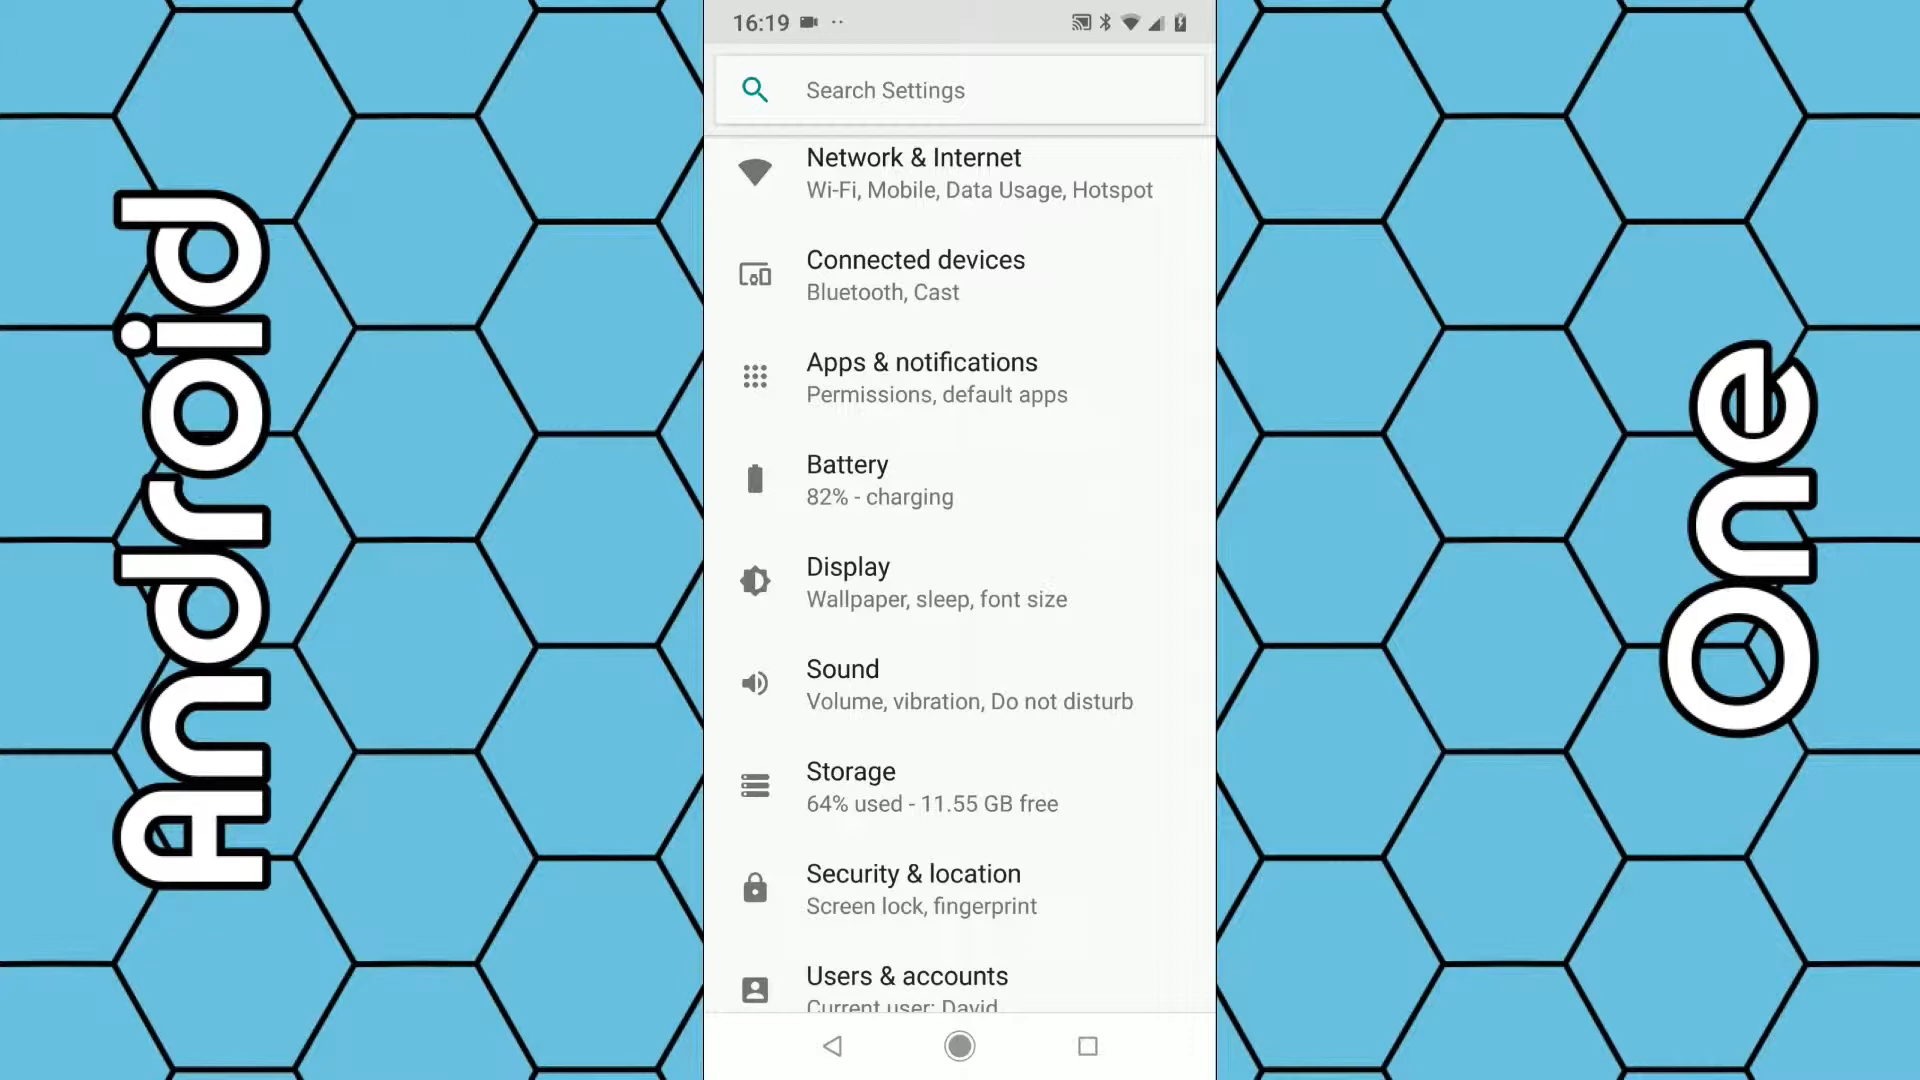 Android
16:19
Search Settings
Network & Internet
Wi-Fi, Mobile, Data Usage, Hotspot
Connected devices
Bluetooth, Cast
Apps & notifications
Permissions, default apps
Battery
82% - charging
Display
Wallpaper, sleep, font size
Sound
Volume, vibration, Do not disturb
Storage
64% used - 11.55 GB free
Security & location
Screen lock, fingerprint
Users & accounts
Current user: David
One